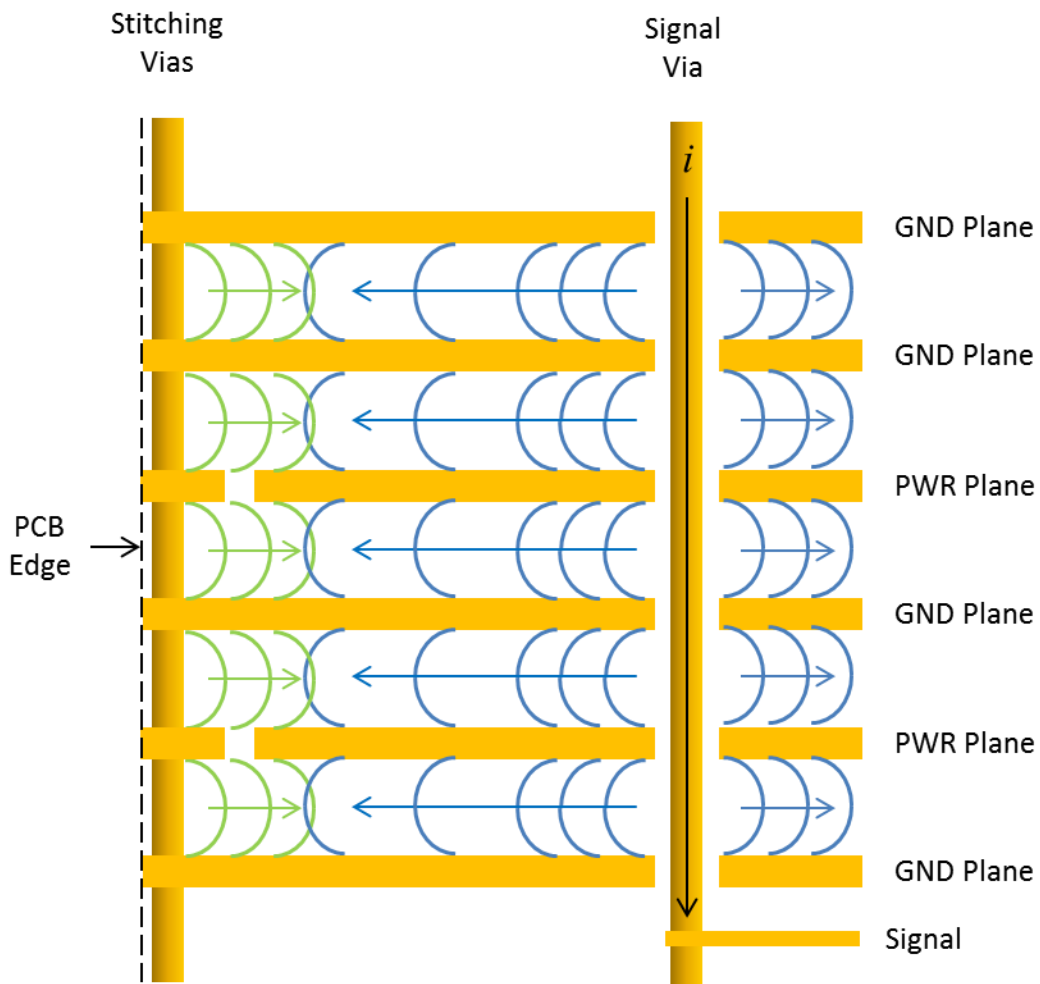 Stitching
Vias
Signal
Via
i
GND Plane
GND Plane
PWR Plane
PCB
Edge
GND Plane
PWR Plane
GND Plane
Signal